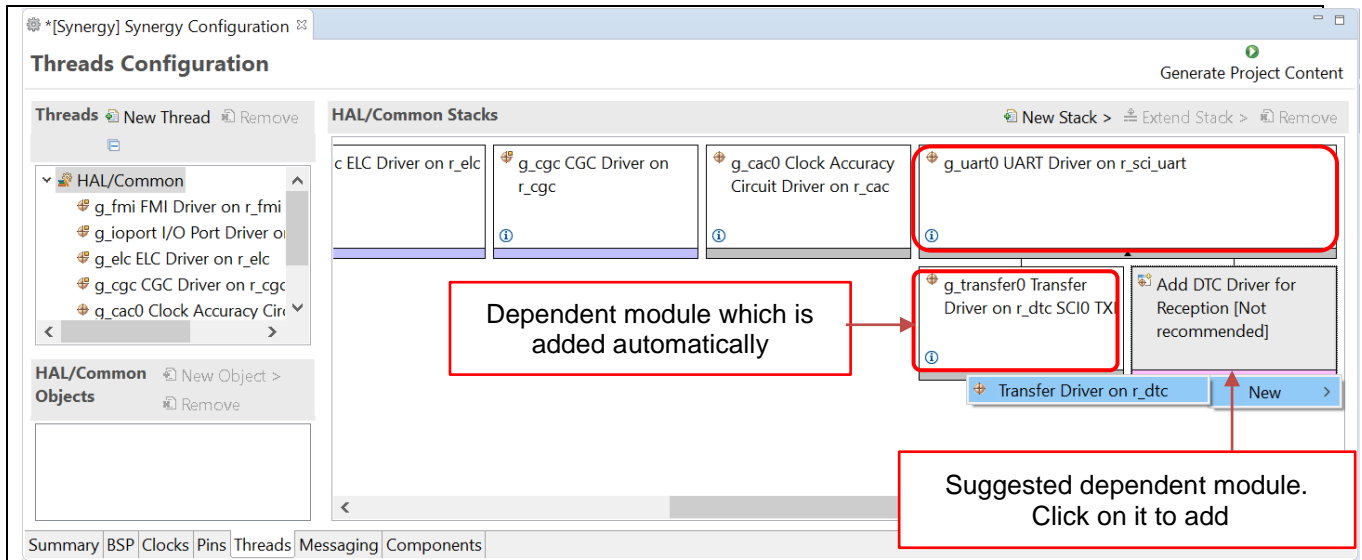 *[Synergy] Synergy Configuration
Threads Configuration
Generate Project Content
Threads New Thread Remove
HAL/Common Stacks
New Stack > Extend Stack > Remove
HAL/Common
g_fmi FMI Driver on r_fmi
g_ioport I/O Port Driver
g_elc ELC Driver on r_elc
g_cgc CGC Driver on r_cgc
g_cac0 Clock Accuracy
c ELC Driver on r_elc
g_cgc CGC Driver on
r_cgc
g_cac0 Clock Accuracy
Circuit Driver on r_cac
g_uart0 UART Driver on r_sci_uart
g_transfer0 Transfer
Driver on r_dtc SCI0 TXI
Add DTC Driver for
Reception [Not
recommended]
Dependent module which is
added automatically
Transfer Driver on r_dtc
New >
HAL/Common
Objects
New Object >
Remove
Suggested dependent module.
Click on it to add
Summary BSP Clocks Pins Threads Messaging Components